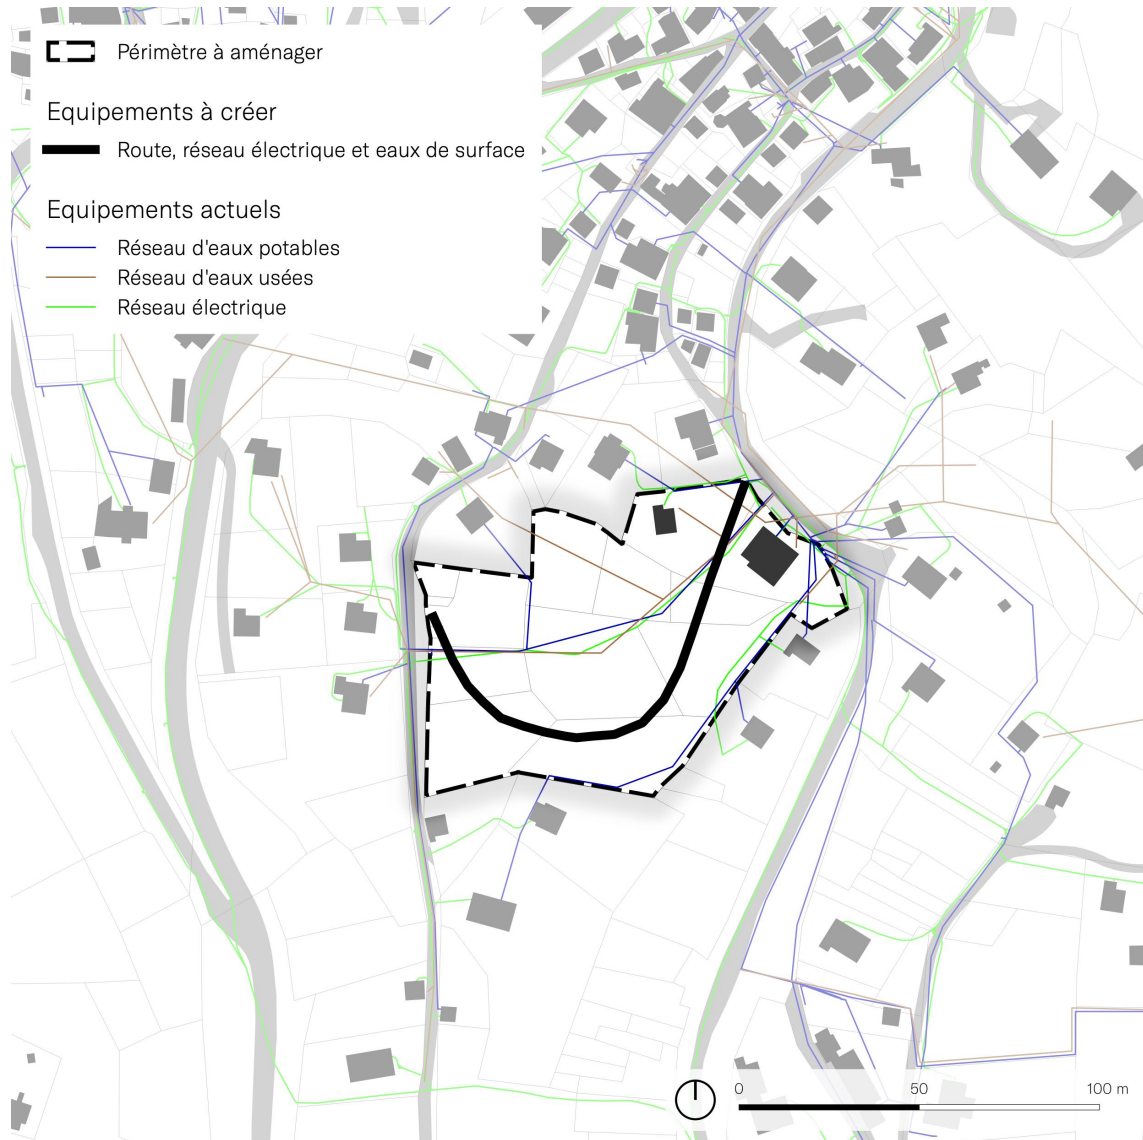 Périmètre à aménager
Equipements à créer
Route, réseau électrique et eaux de surface
Equipements actuels
Réseau d'eaux potables
Réseau d'eaux usées
Réseau électrique
0 50 100 m